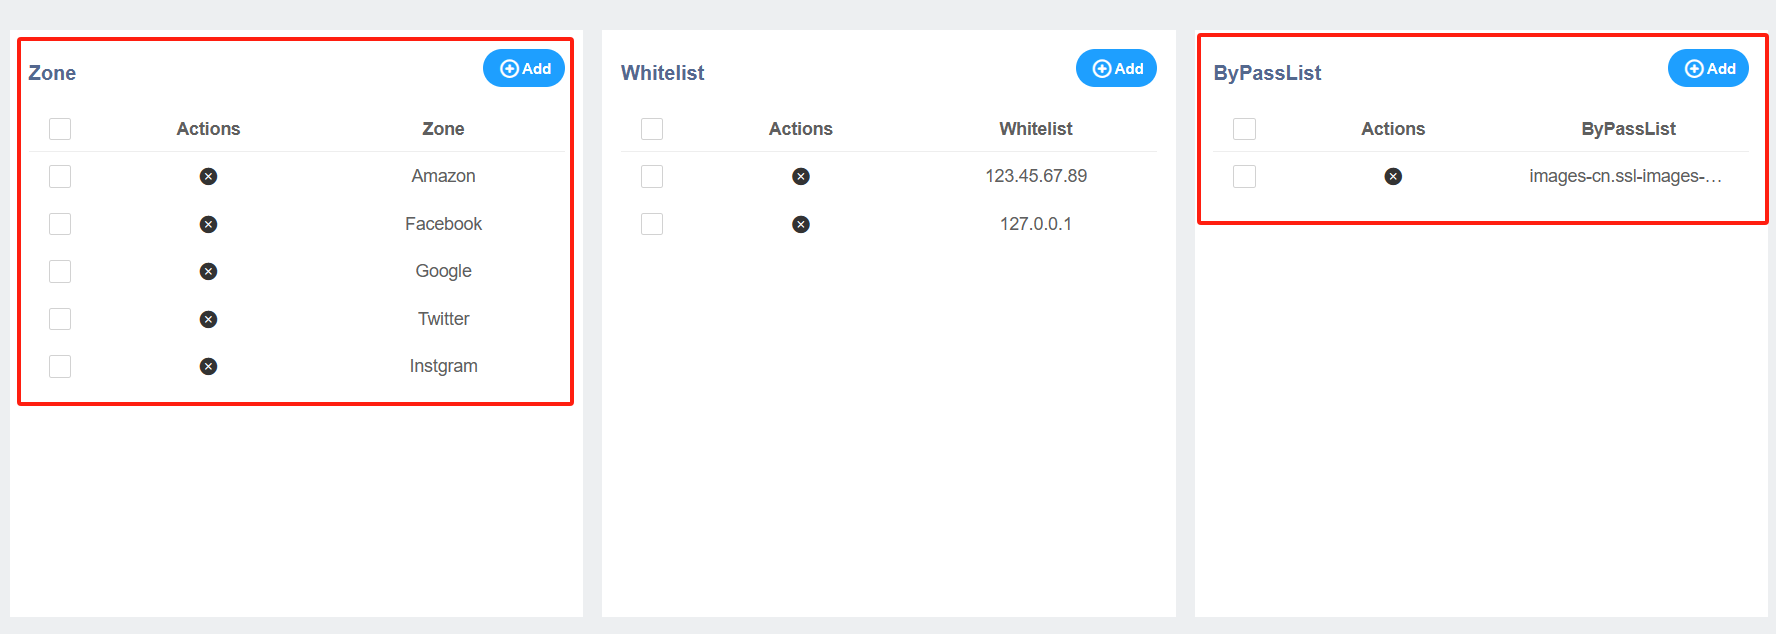 Zone
Add
Actions Zone
Amazon
Facebook
Google
Twitter
Instgram
Whitelist
Add
Actions Whitelist
123.45.67.89
127.0.0.1
ByPassList
Add
Actions ByPassList
images-cn.ssl-images-...